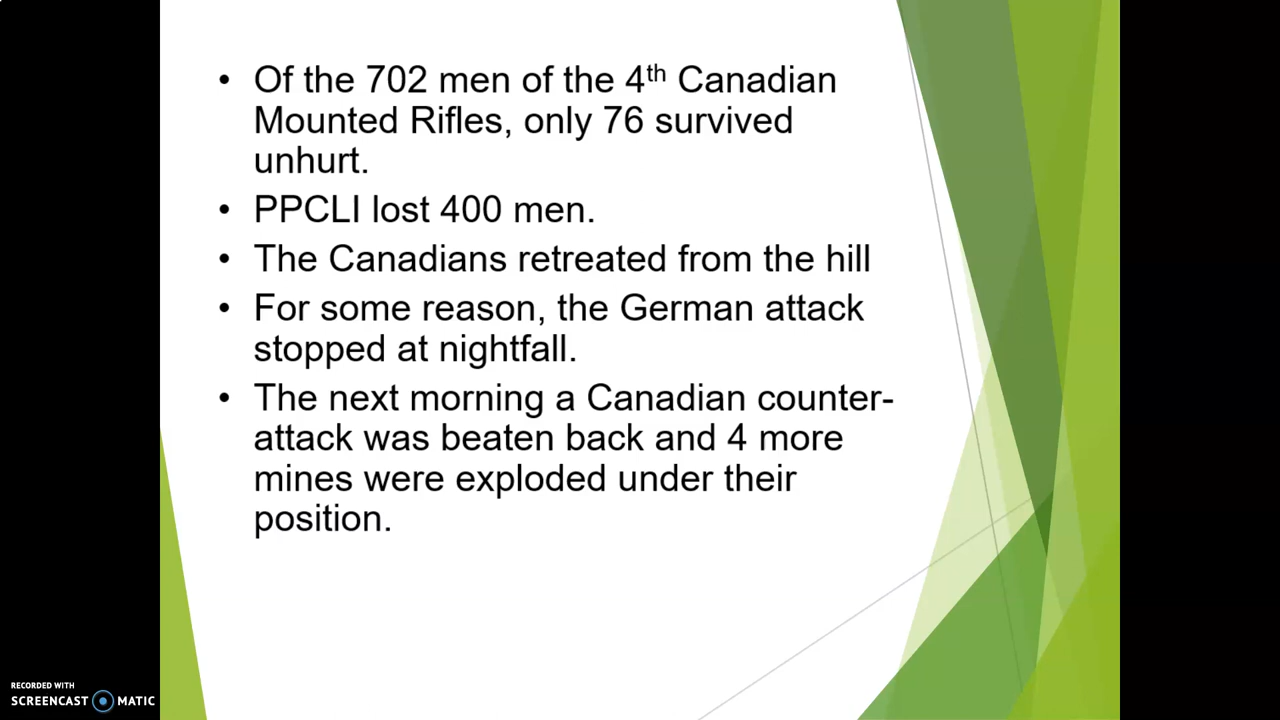 • Of the 702 men of the 4th Canadian
Mounted Rifles, only 76 survived
unhurt.
• PPCLI lost 400 men.
• The Canadians retreated from the hill
• For some reason, the German attack
stopped at nightfall.
• The next morning a Canadian counter-
attack was beaten back and 4 more
mines were exploded under their
position.
RECORDED WITH
SCREENCAST MATIC